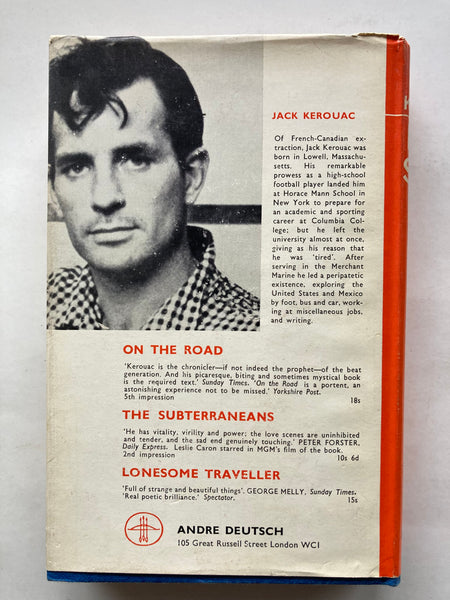 JACK KEROUAC
Of French-Canadian ex-
traction, Jack Kerouac was
born in Lowell, Massachu-
setts. His remarkable
prowess as a high-school
football player landed him
at Horace Mann School in
New York to prepare for
an academic and sporting
career at Columbia Col-
lege; but he left the
university almost at once,
giving as his reason that
he was 'tired'. After
serving in the Merchant
Marine he led a peripatetic
existence, exploring the
United States and Mexico
by foot, bus and car, working
at miscellaneous jobs,
and writing.
ON THE ROAD
'Kerouac is the chronicler—if not indeed the prophet—of the beat
generation. And his picaresque, biting and sometimes mystical book
is the required text.' Sunday Times. 'On the Road is a portent, an
astonishing experience not to be missed.' Yorkshire Post.
5th impression 18s
THE SUBTERRANEANS
'He has vitality, virility and power; the love scenes are uninhibited
and tender, and the sad end genuinely touching.' PETER FORSTER,
Daily Express. Leslie Caron starred in MGM's film of the book.
2nd impression 10s 6d
LONESOME TRAVELLER
'Full of strange and beautiful things'. GEORGE MELLY, Sunday Times.
'Real poetic brilliance.' Spectator. 15s
ANDRE DEUTSCH
105 Great Russell Street London WC1